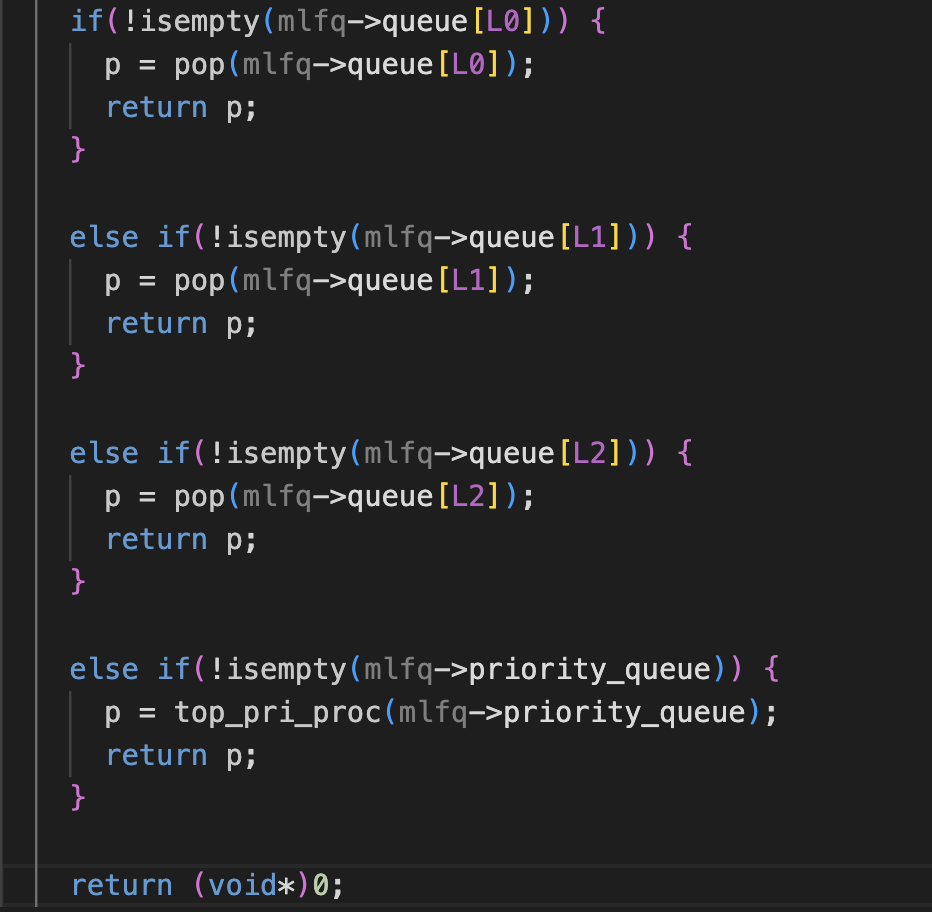 if(!isempty(mlfq->queue[L0])) {
  p = pop(mlfq->queue[L0]);
  return p;
}
else if(!isempty(mlfq->queue[L1])) {
  p = pop(mlfq->queue[L1]);
  return p;
}
else if(!isempty(mlfq->queue[L2])) {
  p = pop(mlfq->queue[L2]);
  return p;
}
else if(!isempty(mlfq->priority_queue)) {
  p = top_pri_proc(mlfq->priority_queue);
  return p;
}
return (void*)0;